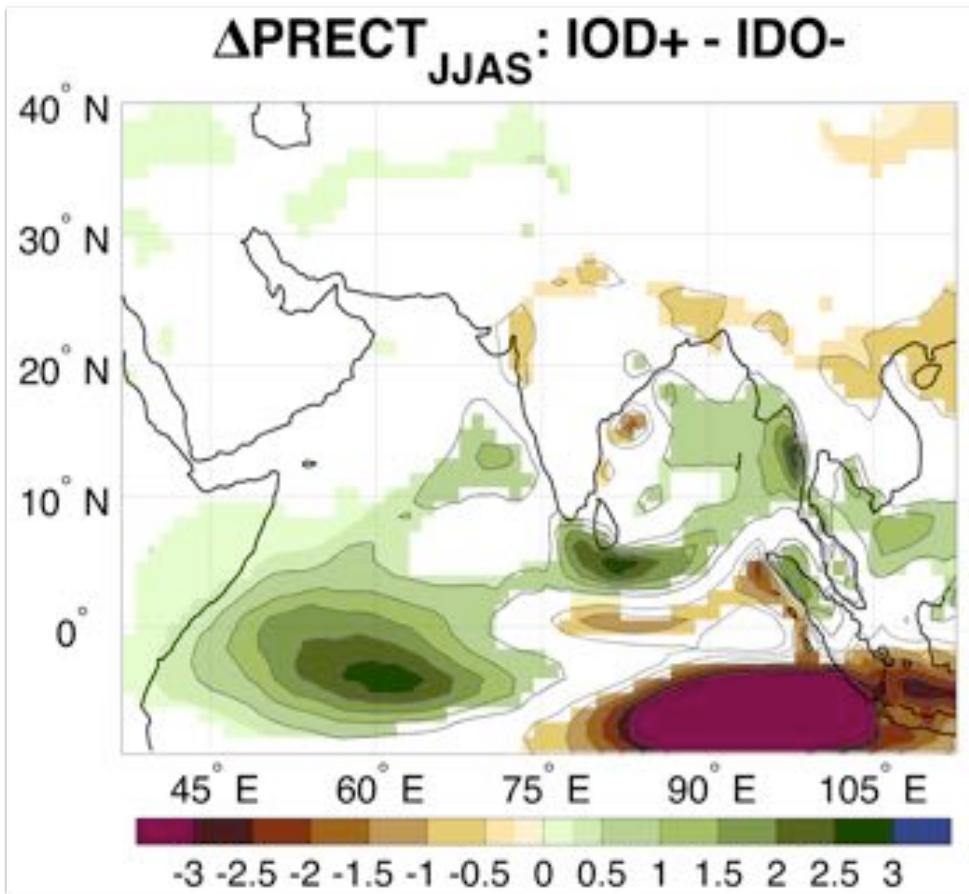 ΔPRECT_JJAS: IOD+ - IDO-
40° N
30° N
20° N
10° N
0°
45° E 60° E 75° E 90° E 105° E
-3 -2.5 -2 -1.5 -1 -0.5 0 0.5 1 1.5 2 2.5 3